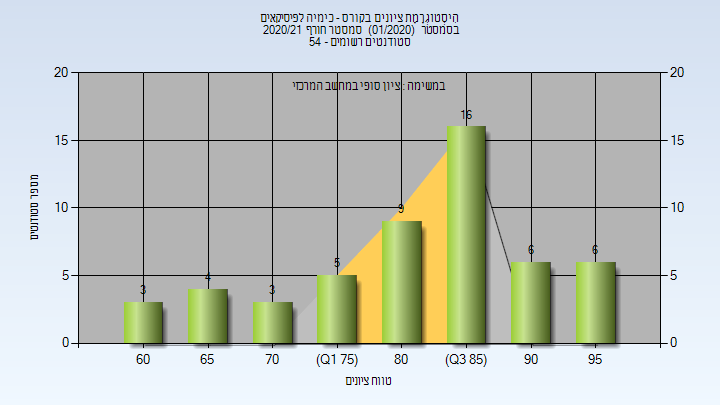 היסטוגרמת ציונים בקורס - כימיה לפיסיקאים
בסמסטר (01/2020) סמסטר חורף 2020/21
סטודנטים רשומים - 54
במשימה : ציון סופי במחשב המרכזי
מספר סטודנטים
20 20
15 15
10 10
5 5
0 0
3 4 3 5 9 16 6 6
60 65 70 (Q1 75) 80 (Q3 85) 90 95
טווח ציונים